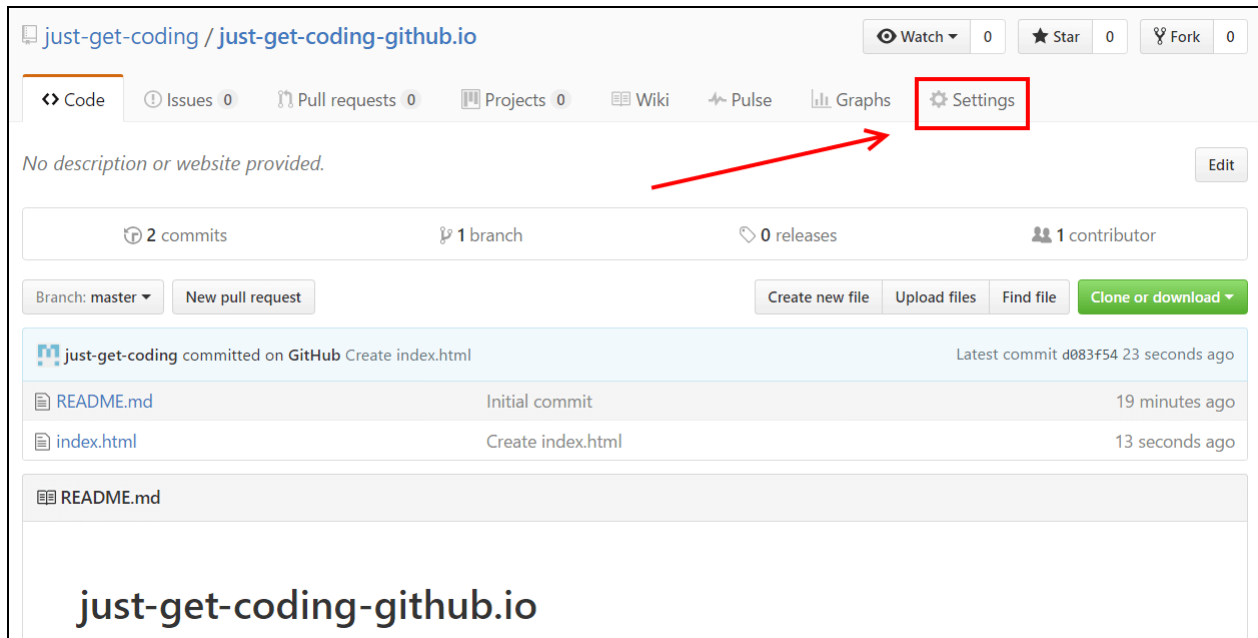 just-get-coding / just-get-coding-github.io Watch 0 Star 0 Fork 0
Code Issues 0 Pull requests 0 Projects 0 Wiki Pulse Graphs Settings
No description or website provided. Edit
2 commits 1 branch 0 releases 1 contributor
Branch: master New pull request Create new file Upload files Find file Clone or download
just-get-coding committed on GitHub Create index.html Latest commit d083f54 23 seconds ago
README.md Initial commit 19 minutes ago
index.html Create index.html 13 seconds ago
README.md
just-get-coding-github.io